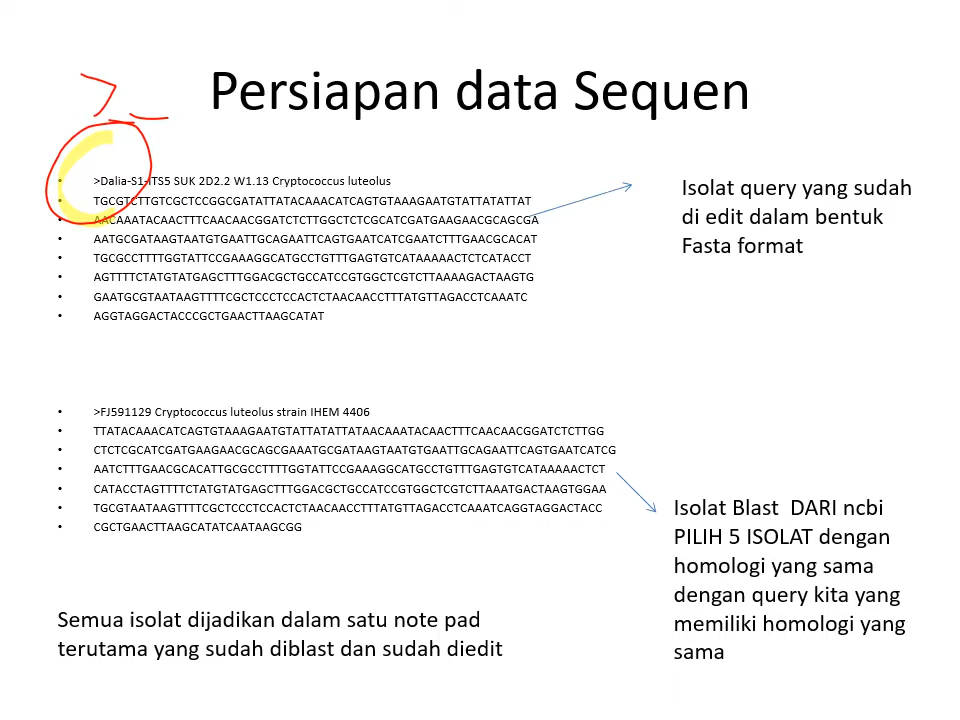 Persiapan data Sequen
• >Dalia-S1-ITS5 SUK 2D2.2 W1.13 Cryptococcus luteolus
• TGCGTCTTGTCGCTCCGGCGATATTATACAAACATCAGTGTAAAGAATGTATTATATTAT
• AACAAATACAACTTTCAACAACGGATCTCTTGGCTCTCGCATCGATGAAGAACGCAGCGA
• AATGCGATAAGTAATGTGAATTGCAGAATTCAGTGAATCATCGAATCTTTGAACGCACAT
• TGCGCCTTTTGGTATTCCGAAAGGCATGCCTGTTTGAGTGTCATAAAAACTCTCATACCT
• AGTTTTCTATGTATGAGCTTTGGACGCTGCCATCCGTGGCTCGTCTTAAAAGACTAAGTG
• GAATGCGTAATAAGTTTTCGCTCCCTCCACTCTAACAACCTTTATGTTAGACCTCAAATC
• AGGTAGGACTACCCGCTGAACTTAAGCATAT
Isolat query yang sudah
di edit dalam bentuk
Fasta format
• >FJ591129 Cryptococcus luteolus strain IHEM 4406
• TTATACAAACATCAGTGTAAAGAATGTATTATATTATAACAAATACAACTTTCAACAACGGATCTCTTGG
• CTCTCGCATCGATGAAGAACGCAGCGAAATGCGATAAGTAATGTGAATTGCAGAATTCAGTGAATCATCG
• AATCTTTGAACGCACATTGCGCCTTTTGGTATTCCGAAAGGCATGCCTGTTTGAGTGTCATAAAAACTCT
• CATACCTAGTTTTCTATGTATGAGCTTTGGACGCTGCCATCCGTGGCTCGTCTTAAATGACTAAGTGGAA
• TGCGTAATAAGTTTTCGCTCCCTCCACTCTAACAACCTTTATGTTAGACCTCAAATCAGGTAGGACTACC
• CGCTGAACTTAAGCATATCAATAAGCGG
Isolat Blast DARI ncbi
PILIH 5 ISOLAT dengan
homologi yang sama
dengan query kita yang
memiliki homologi yang
sama
Semua isolat dijadikan dalam satu note pad
terutama yang sudah diblast dan sudah diedit